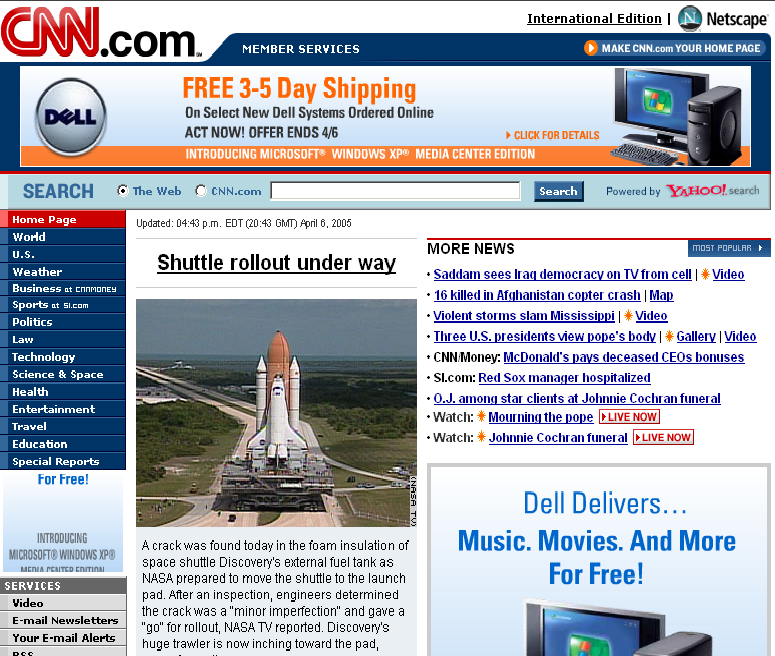 CNN.com
International Edition | Netscape
MEMBER SERVICES
MAKE CNN.com YOUR HOME PAGE
DELL
FREE 3-5 Day Shipping
On Select New Dell Systems Ordered Online
ACT NOW! OFFER ENDS 4/6
CLICK FOR DETAILS
INTRODUCING MICROSOFT® WINDOWS XP® MEDIA CENTER EDITION
SEARCH The Web CNN.com Search Powered by YAHOO! search
Home Page
World
U.S.
Weather
Business at CNNMONEY
Sports at SI.com
Politics
Law
Technology
Science & Space
Health
Entertainment
Travel
Education
Special Reports
For Free!
INTRODUCING
MICROSOFT® WINDOWS XP®
MEDIA CENTER EDITION
SERVICES
Video
E-mail Newsletters
Your E-mail Alerts
RSS
Updated: 04:43 p.m. EDT (20:43 GMT) April 6, 2005
Shuttle rollout under way
(NASA TV)
A crack was found today in the foam insulation of
space shuttle Discovery's external fuel tank as
NASA prepared to move the shuttle to the launch
pad. After an inspection, engineers determined
the crack was a "minor imperfection" and gave a
"go" for rollout, NASA TV reported. Discovery's
huge trawler is now inching toward the pad,
MORE NEWS
MOST POPULAR
• Saddam sees Iraq democracy on TV from cell | Video
• 16 killed in Afghanistan copter crash | Map
• Violent storms slam Mississippi | Video
• Three U.S. presidents view pope's body | Gallery | Video
• CNN/Money: McDonald's pays deceased CEOs bonuses
• SI.com: Red Sox manager hospitalized
• O.J. among star clients at Johnnie Cochran funeral
• Watch: Mourning the pope LIVE NOW
• Watch: Johnnie Cochran funeral LIVE NOW
Dell Delivers...
Music. Movies. And More
For Free!